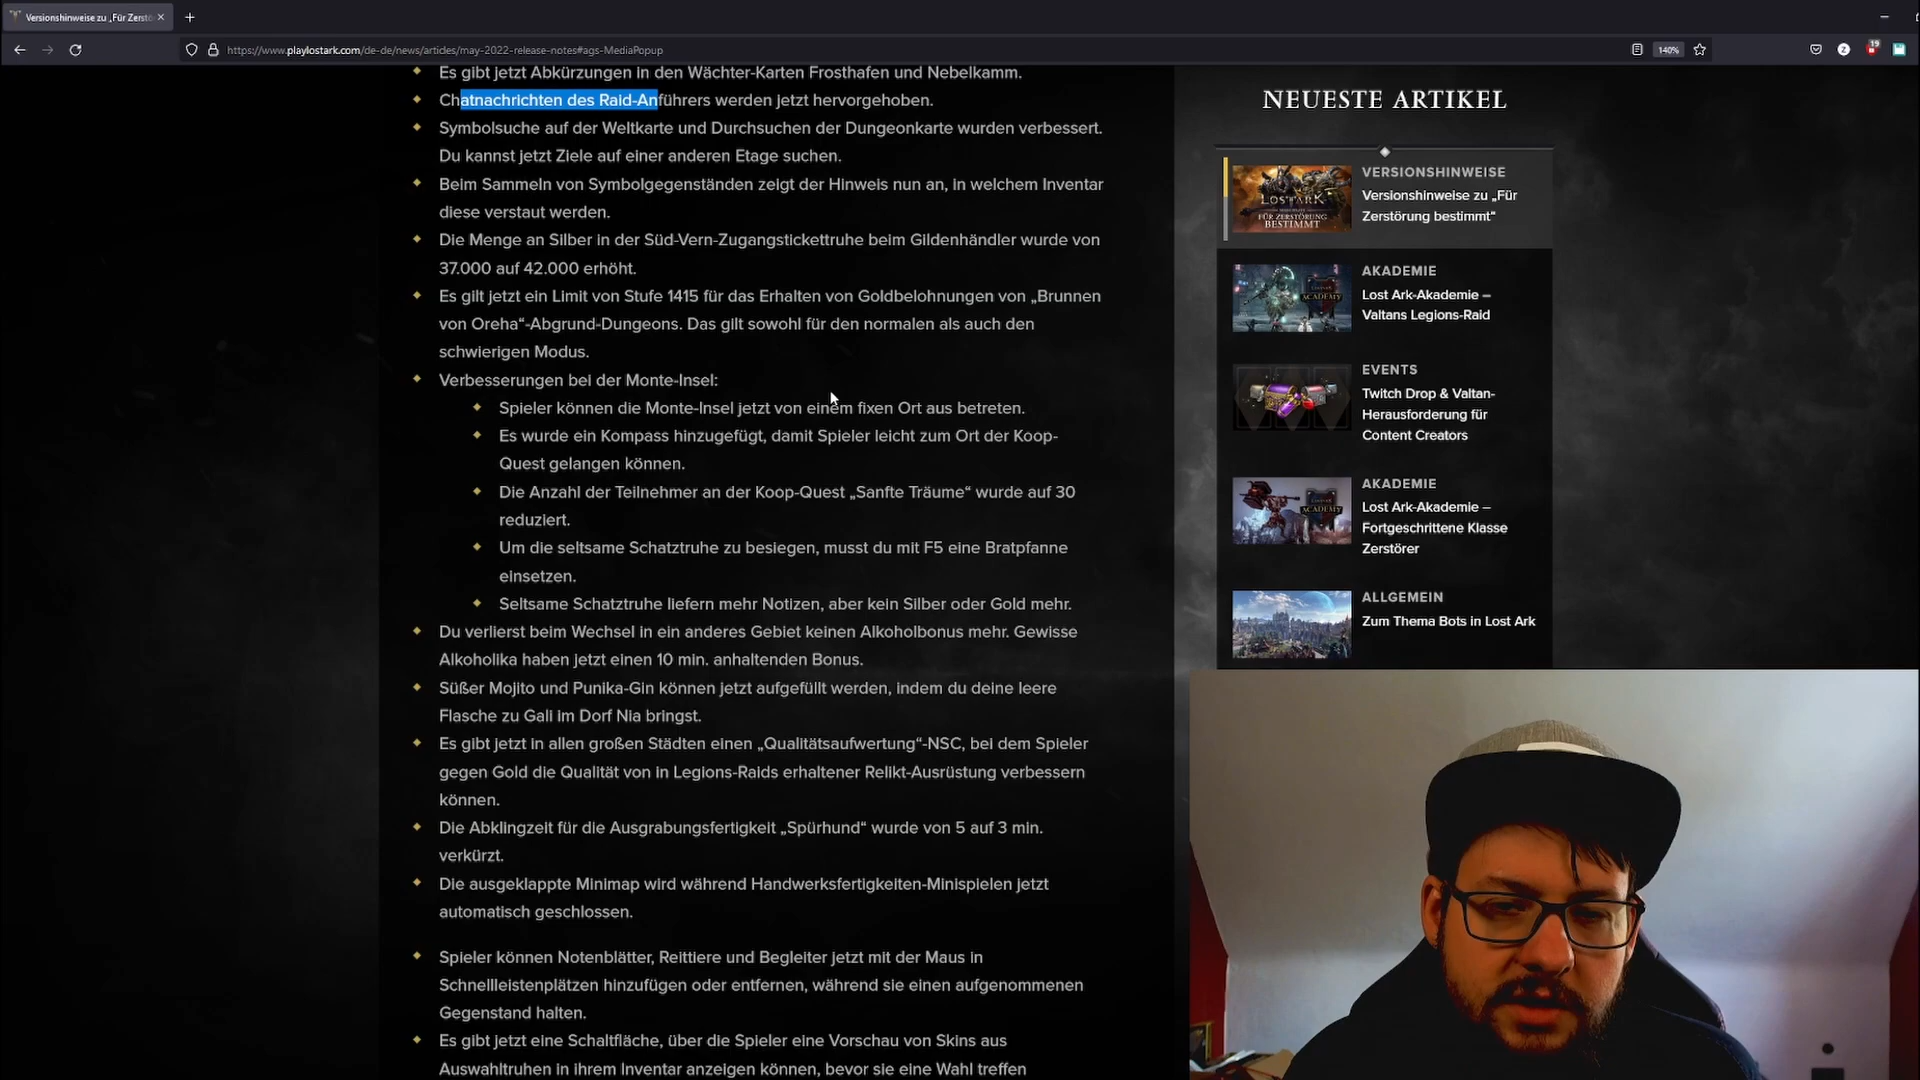 Versionshinweise zu „Für Zerstö
https://www.playlostark.com/de-de/news/articles/may-2022-release-notes#ags-MediaPopup
140%
19
Es gibt jetzt Abkürzungen in den Wächter-Karten Frosthafen und Nebelkamm.
Chatnachrichten des Raid-Anführers werden jetzt hervorgehoben.
Symbolsuche auf der Weltkarte und Durchsuchen der Dungeonkarte wurden verbessert.
Du kannst jetzt Ziele auf einer anderen Etage suchen.
Beim Sammeln von Symbolgegenständen zeigt der Hinweis nun an, in welchem Inventar
diese verstaut werden.
Die Menge an Silber in der Süd-Vern-Zugangstickettruhe beim Gildenhändler wurde von
37.000 auf 42.000 erhöht.
Es gilt jetzt ein Limit von Stufe 1415 für das Erhalten von Goldbelohnungen von „Brunnen
von Oreha“-Abgrund-Dungeons. Das gilt sowohl für den normalen als auch den
schwierigen Modus.
Verbesserungen bei der Monte-Insel:
Spieler können die Monte-Insel jetzt von einem fixen Ort aus betreten.
Es wurde ein Kompass hinzugefügt, damit Spieler leicht zum Ort der Koop-
Quest gelangen können.
Die Anzahl der Teilnehmer an der Koop-Quest „Sanfte Träume“ wurde auf 30
reduziert.
Um die seltsame Schatztruhe zu besiegen, musst du mit F5 eine Bratpfanne
einsetzen.
Seltsame Schatztruhe liefern mehr Notizen, aber kein Silber oder Gold mehr.
Du verlierst beim Wechsel in ein anderes Gebiet keinen Alkoholbonus mehr. Gewisse
Alkoholika haben jetzt einen 10 min. anhaltenden Bonus.
Süßer Mojito und Punika-Gin können jetzt aufgefüllt werden, indem du deine leere
Flasche zu Gali im Dorf Nia bringst.
Es gibt jetzt in allen großen Städten einen „Qualitätsaufwertung“-NSC, bei dem Spieler
gegen Gold die Qualität von in Legions-Raids erhaltener Relikt-Ausrüstung verbessern
können.
Die Abklingzeit für die Ausgrabungsfertigkeit „Spürhund“ wurde von 5 auf 3 min.
verkürzt.
Die ausgeklappte Minimap wird während Handwerksfertigkeiten-Minispielen jetzt
automatisch geschlossen.
Spieler können Notenblätter, Reittiere und Begleiter jetzt mit der Maus in
Schnellleistenplätzen hinzufügen oder entfernen, während sie einen aufgenommenen
Gegenstand halten.
Es gibt jetzt eine Schaltfläche, über die Spieler eine Vorschau von Skins aus
Auswahltruhen in ihrem Inventar anzeigen können, bevor sie eine Wahl treffen
NEUESTE ARTIKEL
LOST ARK
FÜR ZERSTÖRUNG
BESTIMMT
VERSIONSHINWEISE
Versionshinweise zu „Für
Zerstörung bestimmt“
ACADEMY
AKADEMIE
Lost Ark-Akademie –
Valtans Legions-Raid
EVENTS
Twitch Drop & Valtan-
Herausforderung für
Content Creators
ACADEMY
AKADEMIE
Lost Ark-Akademie –
Fortgeschrittene Klasse
Zerstörer
ALLGEMEIN
Zum Thema Bots in Lost Ark